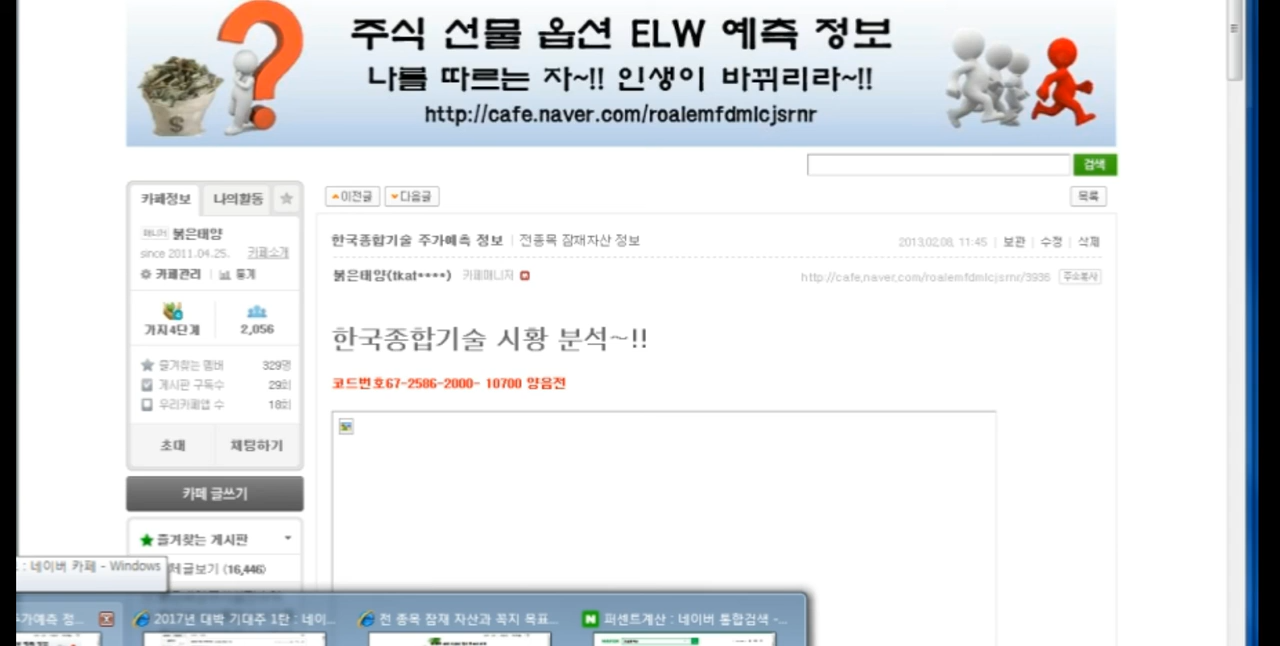 주식 선물 옵션 ELW 예측 정보
나를 따르는 자~!! 인생이 바뀌리라~!!
http://cafe.naver.com/roalemfdmlcjsrnr
검색
카페정보 나의활동
이전글 다음글 목록
매니저 붉은태양
since 2011.04.25. 카페소개
카페관리 통계
가지4단계 2,056
즐겨찾는 멤버 329명
게시판 구독수 29회
우리카페앱 수 18회
초대 채팅하기
카페 글쓰기
즐겨찾는 게시판
글보기 (16,446)
한국종합기술 주가예측 정보 | 전종목 잠재자산 정보 2013.02.08. 11:45 | 보관 | 수정 | 삭제
붉은태양(tkat****) 카페매니저 http://cafe.naver.com/roalemfdmlcjsrnr/3936 주소복사
한국종합기술 시황 분석~!!
코드번호67-2586-2000- 10700 양음전
: 네이버 카페 - Windows
가예측 정... 2017년 대박 기대주 1탄 : 네이... 전 종목 잠재 자산과 꼭지 목표... 퍼센트계산 : 네이버 통합검색 -...